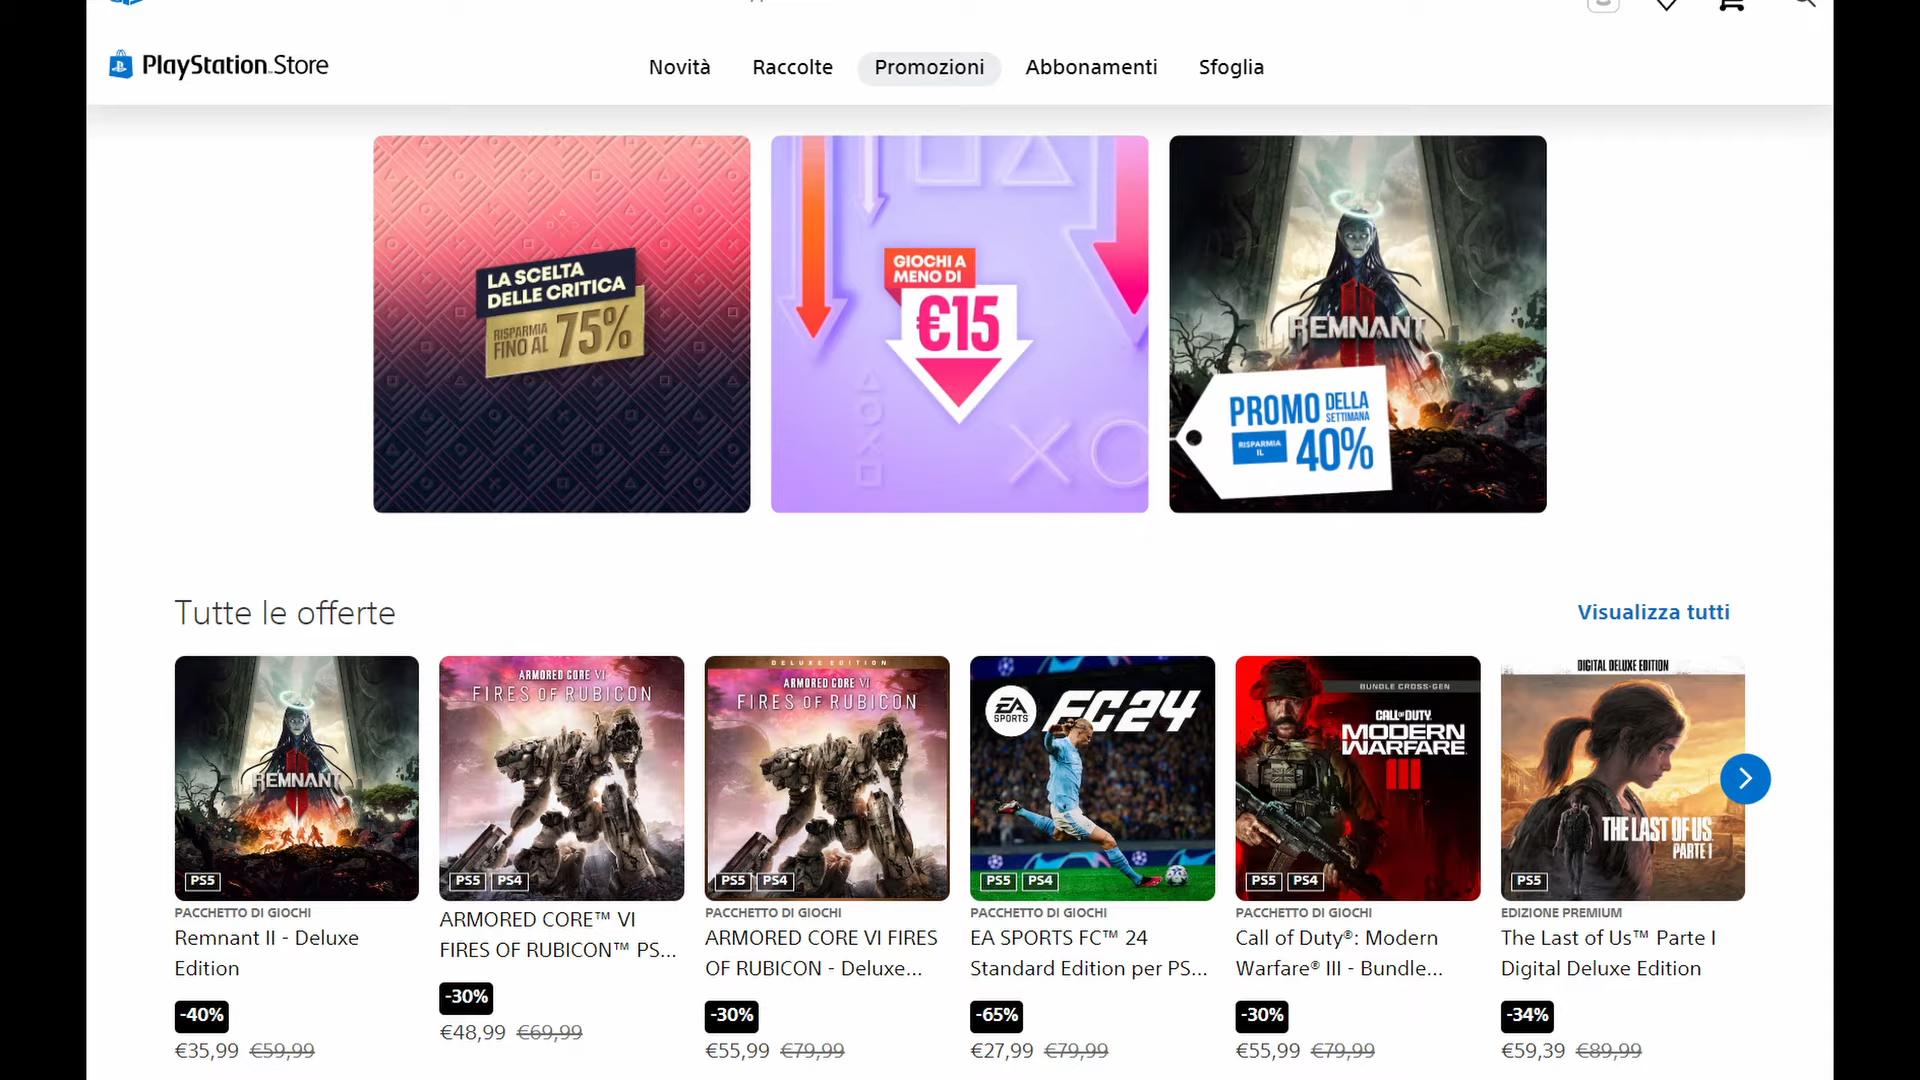 PlayStation Store
Novità
Raccolte
Promozioni
Abbonamenti
Sfoglia
LA SCELTA
DELLE CRITICA
RISPARMIA
FINO AL 75%
GIOCHI A
MENO DI
€15
REMNANT II
PROMO DELLA
SETTIMANA
RISPARMIA
IL 40%
Tutte le offerte
Visualizza tutti
REMNANT II
PS5
PACCHETTO DI GIOCHI
Remnant II - Deluxe
Edition
-40%
€35,99 €59,99
ARMORED CORE VI
FIRES OF RUBICON
PS5 PS4
ARMORED CORE™ VI
FIRES OF RUBICON™ PS...
-30%
€48,99 €69,99
DELUXE EDITION
ARMORED CORE VI
FIRES OF RUBICON
PS5 PS4
PACCHETTO DI GIOCHI
ARMORED CORE VI FIRES
OF RUBICON - Deluxe...
-30%
€55,99 €79,99
EA
SPORTS
FC24
PS5 PS4
PACCHETTO DI GIOCHI
EA SPORTS FC™ 24
Standard Edition per PS...
-65%
€27,99 €79,99
BUNDLE CROSS-GEN
CALL OF DUTY
MODERN
WARFARE
III
PS5 PS4
PACCHETTO DI GIOCHI
Call of Duty®: Modern
Warfare® III - Bundle...
-30%
€55,99 €79,99
DIGITAL DELUXE EDITION
THE LAST OF US
PARTE I
PS5
EDIZIONE PREMIUM
The Last of Us™ Parte I
Digital Deluxe Edition
-34%
€59,39 €89,99